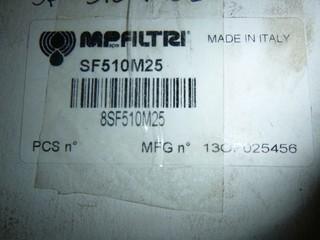 MPFILTRI
MADE IN ITALY
SF510M25
8SF510M25
PCS n°
MFG n°